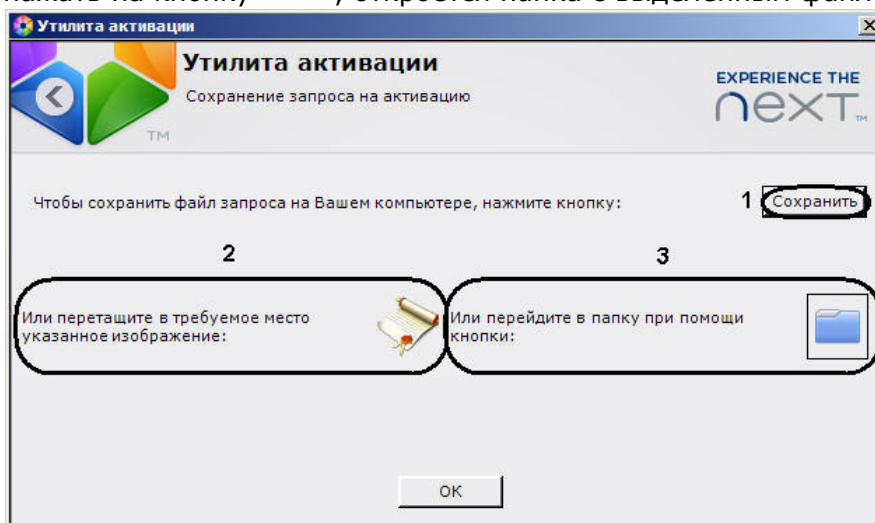 Утилита активации
Утилита активации
Сохранение запроса на активацию
EXPERIENCE THE
next™
TM
Чтобы сохранить файл запроса на Вашем компьютере, нажмите кнопку:
1
Сохранить
2
3
Или перетащите в требуемое место
указанное изображение:
Или перейдите в папку при помощи
кнопки:
OK